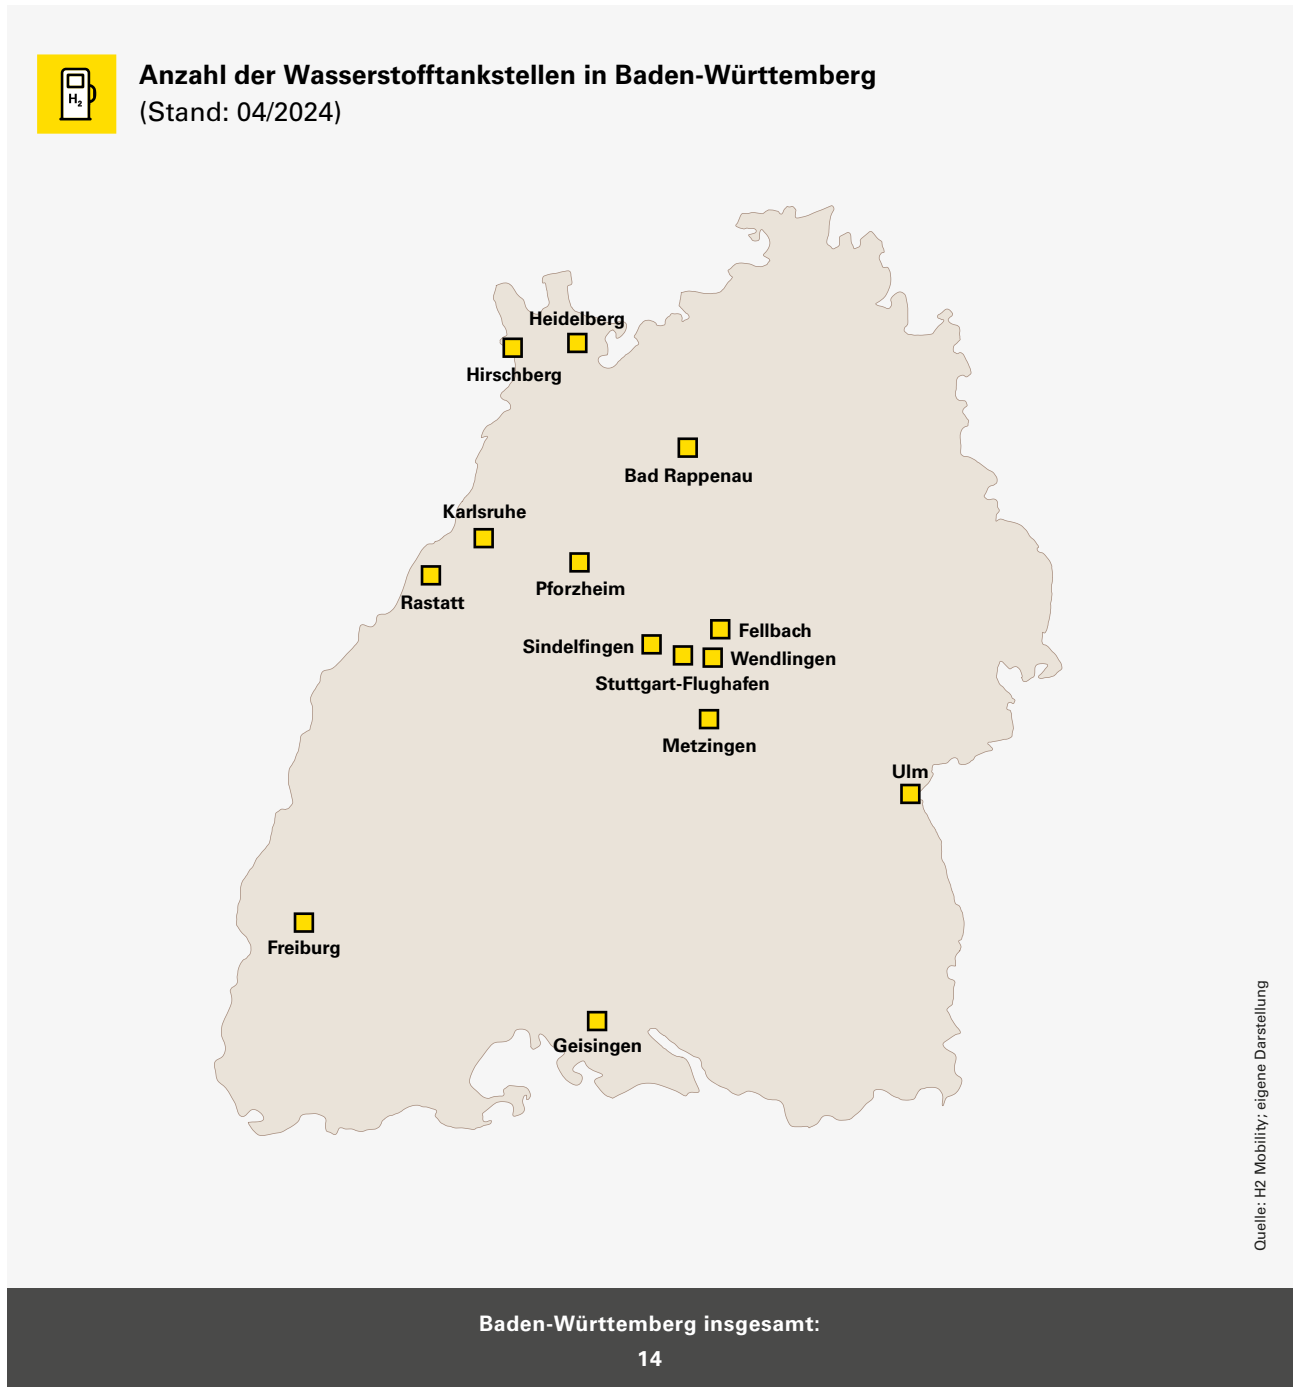 Anzahl der Wasserstofftankstellen in Baden-Württemberg
(Stand: 04/2024)
H2
Heidelberg
Hirschberg
Bad Rappenau
Karlsruhe
Pforzheim
Rastatt
Fellbach
Sindelfingen
Wendlingen
Stuttgart-Flughafen
Metzingen
Ulm
Freiburg
Geisingen
Quelle: H2 Mobility; eigene Darstellung
Baden-Württemberg insgesamt:
14